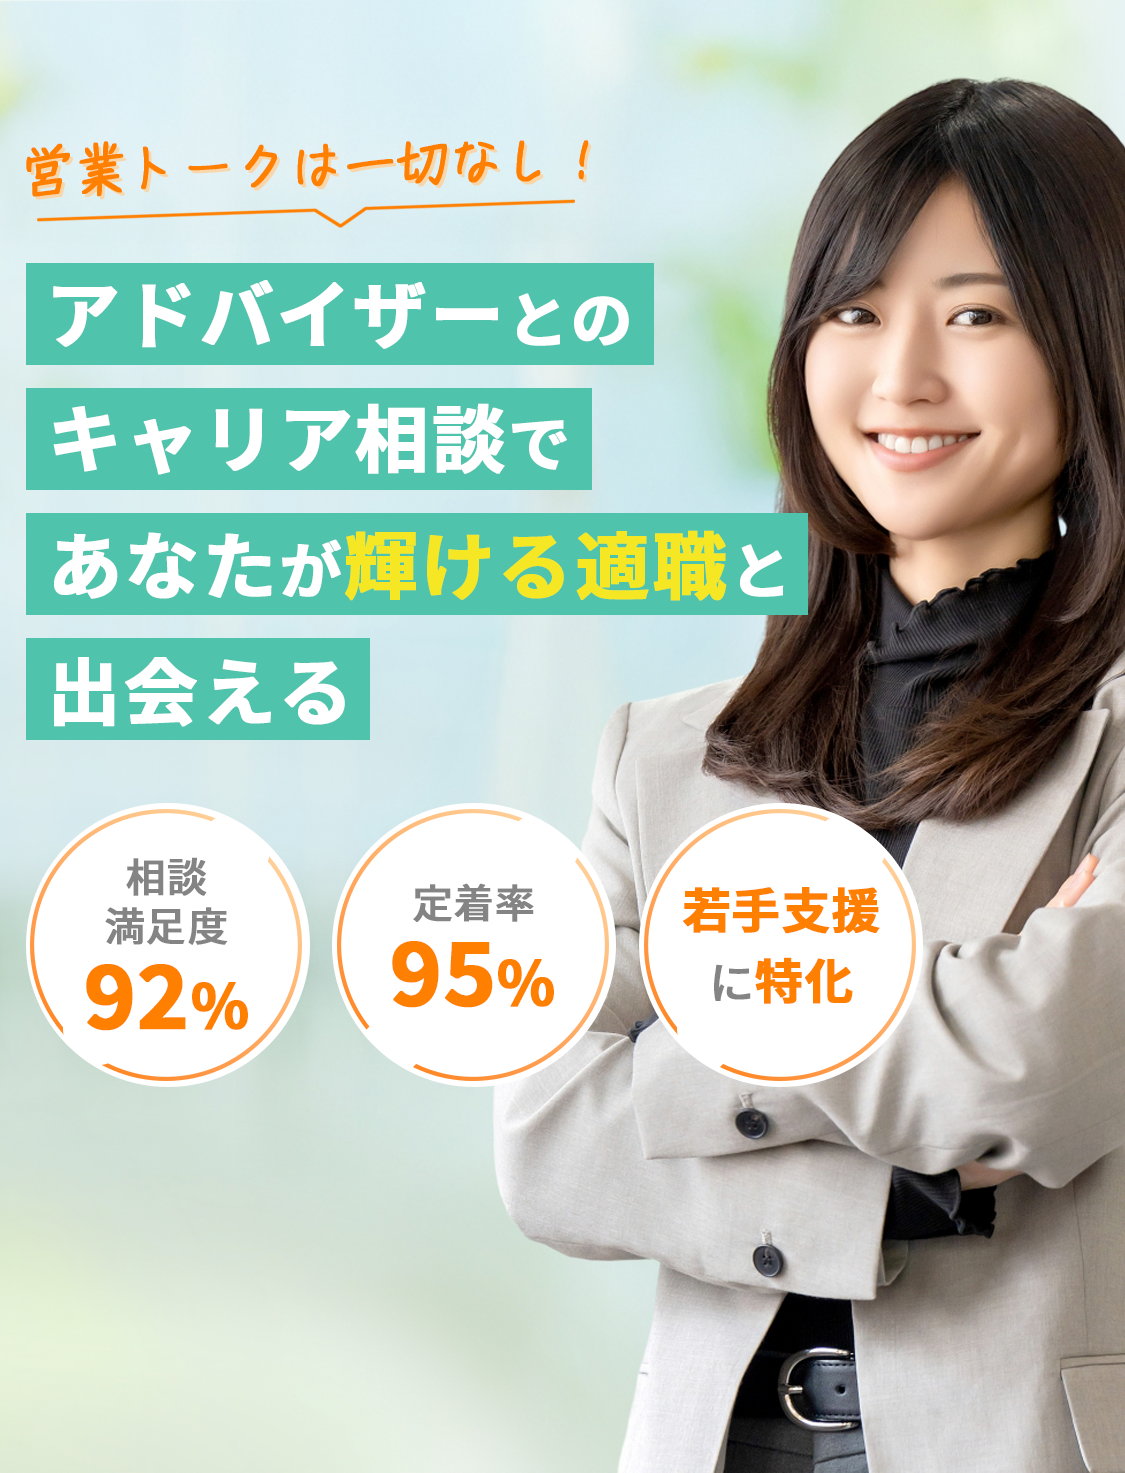 営業トークは一切なし！
アドバイザーとの
キャリア相談で
あなたが輝ける適職と
出会える
相談
満足度
92%
定着率
95%
若手支援
に特化